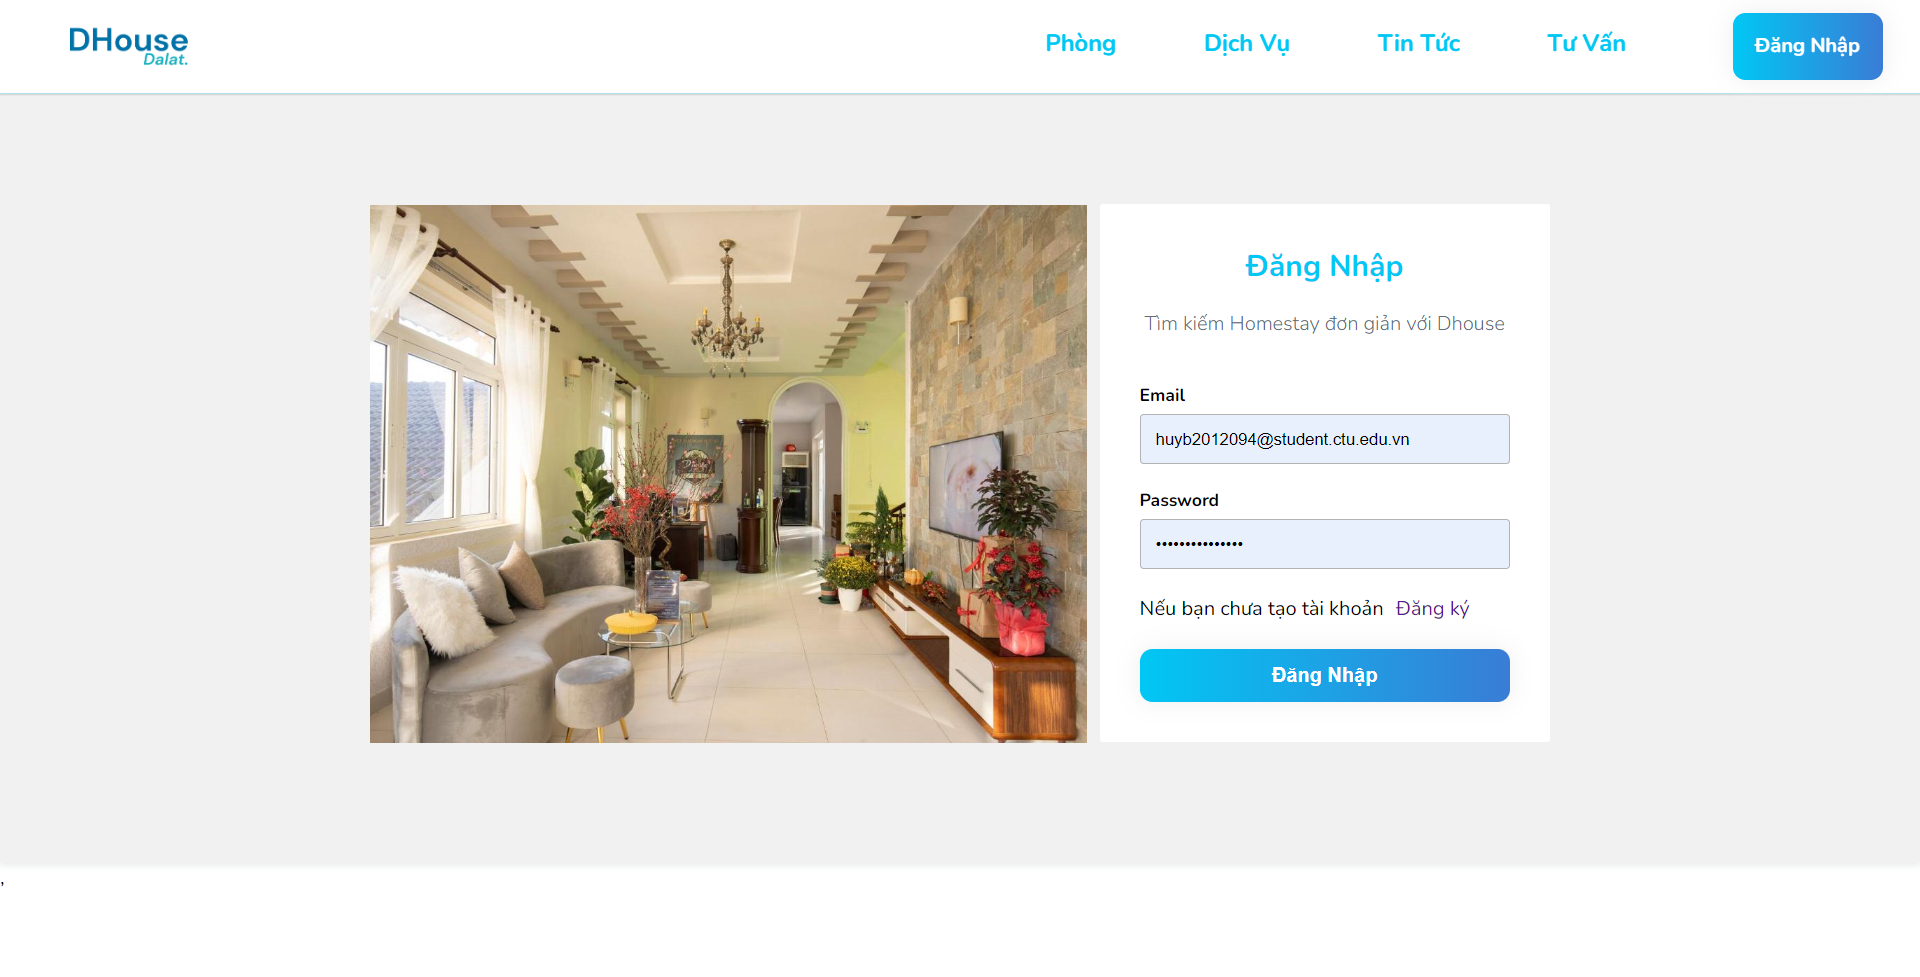 DHouse
Dalat.
Phòng
Dịch Vụ
Tin Tức
Tư Vấn
Đăng Nhập
Đăng Nhập
Tìm kiếm Homestay đơn giản với Dhouse
Email
huyb2012094@student.ctu.edu.vn
Password
•••••••••••••••
Nếu bạn chưa tạo tài khoản Đăng ký
Đăng Nhập
,